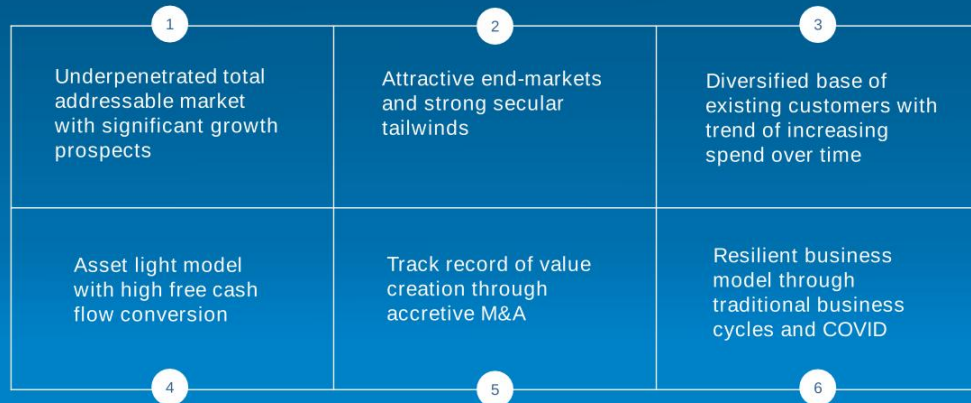 1
Underpenetrated total
addressable market
with significant growth
prospects
2
Attractive end-markets
and strong secular
tailwinds
3
Diversified base of
existing customers with
trend of increasing
spend over time
Asset light model
with high free cash
flow conversion
4
Track record of value
creation through
accretive M&A
5
Resilient business
model through
traditional business
cycles and COVID
6